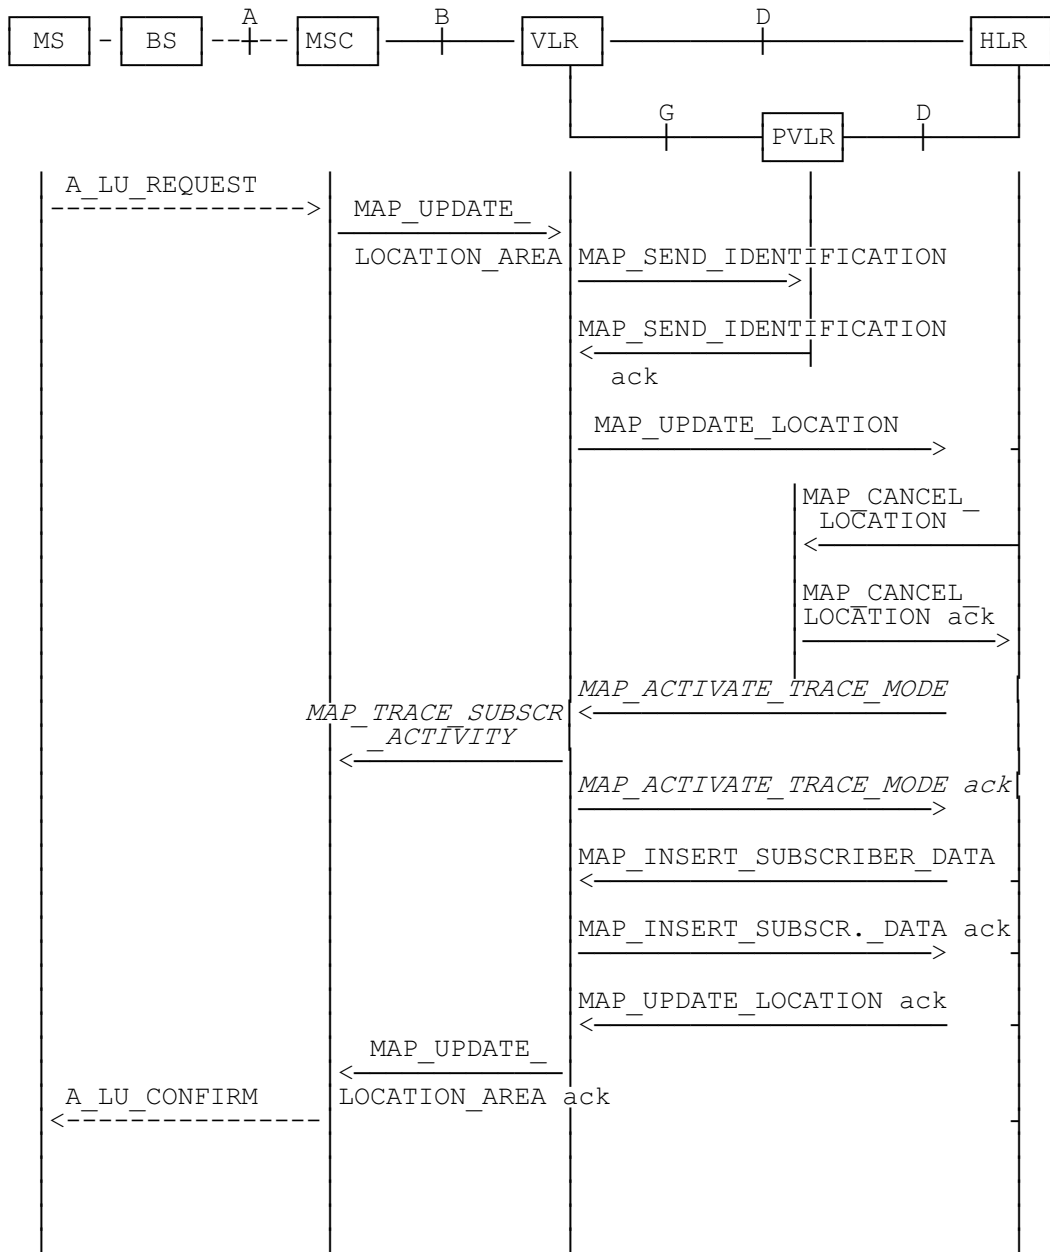 A B D
MS BS MSC VLR HLR
G D
PVLR
A_LU_REQUEST
MAP_UPDATE_
LOCATION_AREA MAP_SEND_IDENTIFICATION
MAP_SEND_IDENTIFICATION
ack
MAP_UPDATE_LOCATION
MAP_CANCEL_
LOCATION
MAP_CANCEL_
LOCATION ack
MAP_ACTIVATE_TRACE_MODE
MAP_TRACE_SUBSCR
_ACTIVITY
MAP_ACTIVATE_TRACE_MODE ack
MAP_INSERT_SUBSCRIBER_DATA
MAP_INSERT_SUBSCR._DATA ack
MAP_UPDATE_LOCATION ack
MAP_UPDATE_
A_LU_CONFIRM LOCATION_AREA ack